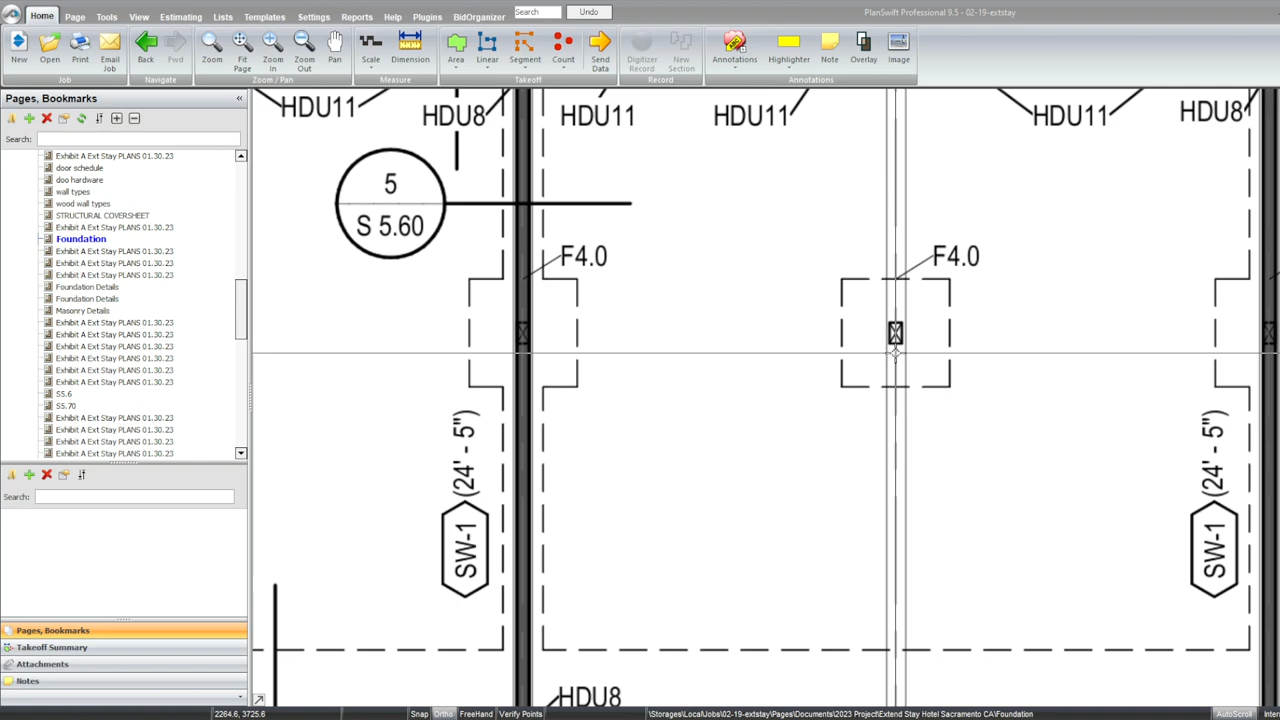 Home Page Tools View Estimating Lists Templates Settings Reports Help Plugins BidOrganizer Search Undo PlanSwift Professional 9.5 - 02-19-extstay
New Open Print Email Job Back Fwd Zoom Fit Page Zoom In Zoom Out Pan Scale Dimension Area Linear Segment Count Send Data Digitizer Record New Section Annotations Highlighter Note Overlay Image
Job Navigate Zoom / Pan Measure Takeoff Record Annotations
Pages, Bookmarks
Search:
Exhibit A Ext Stay PLANS 01.30.23
door schedule
doo hardware
wall types
wood wall types
STRUCTURAL COVERSHEET
Exhibit A Ext Stay PLANS 01.30.23
Foundation
Exhibit A Ext Stay PLANS 01.30.23
Exhibit A Ext Stay PLANS 01.30.23
Exhibit A Ext Stay PLANS 01.30.23
Foundation Details
Foundation Details
Masonry Details
Exhibit A Ext Stay PLANS 01.30.23
Exhibit A Ext Stay PLANS 01.30.23
Exhibit A Ext Stay PLANS 01.30.23
Exhibit A Ext Stay PLANS 01.30.23
Exhibit A Ext Stay PLANS 01.30.23
Exhibit A Ext Stay PLANS 01.30.23
S5.6
S5.70
Exhibit A Ext Stay PLANS 01.30.23
Exhibit A Ext Stay PLANS 01.30.23
Exhibit A Ext Stay PLANS 01.30.23
Exhibit A Ext Stay PLANS 01.30.23
Search:
Pages, Bookmarks
Takeoff Summary
Attachments
Notes
HDU11 HDU8 HDU11 HDU11 HDU11 HDU8
5
S 5.60
F4.0 F4.0
(24' - 5") (24' - 5")
SW-1 SW-1
HDU8
2264.6, 3725.6 Snap Ortho FreeHand Verify Points \Storages\Local\Jobs\02-19-extstay\Pages\Documents\2023 Project\Extend Stay Hotel Sacramento CA\Foundation AutoScroll Inter